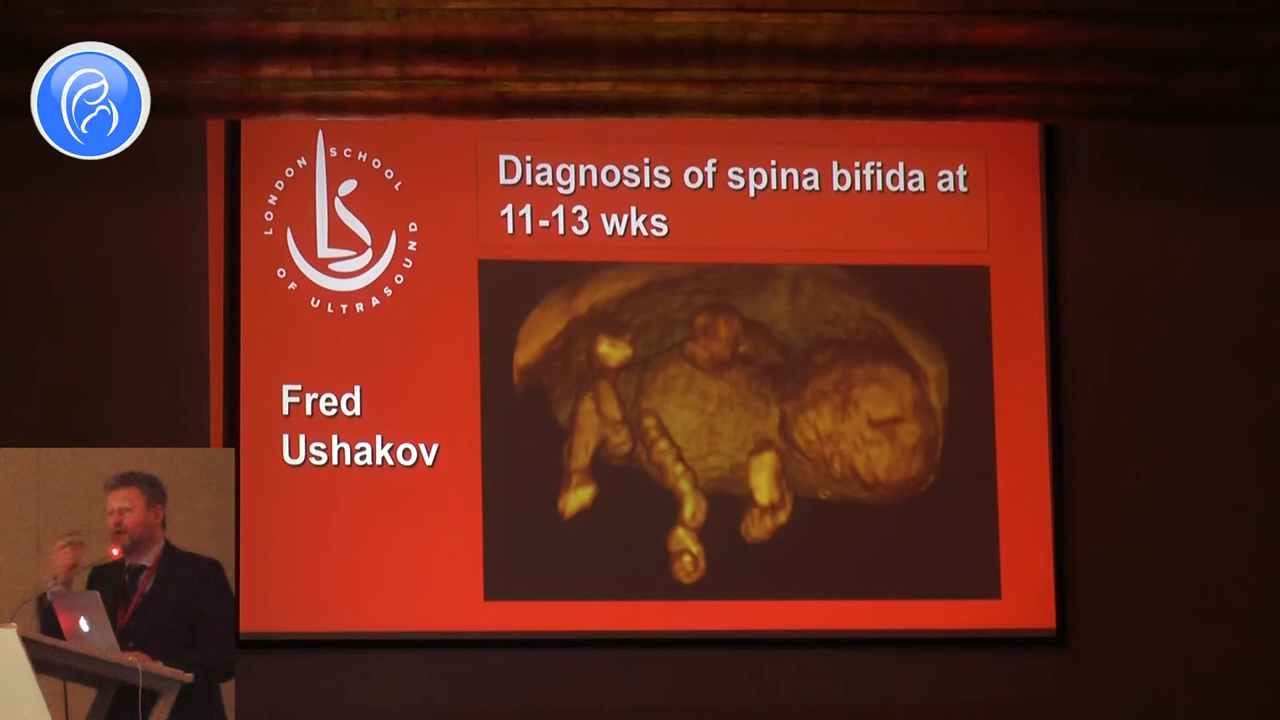 LONDON SCHOOL
OF ULTRASOUND
Diagnosis of spina bifida at
11-13 wks
Fred
Ushakov